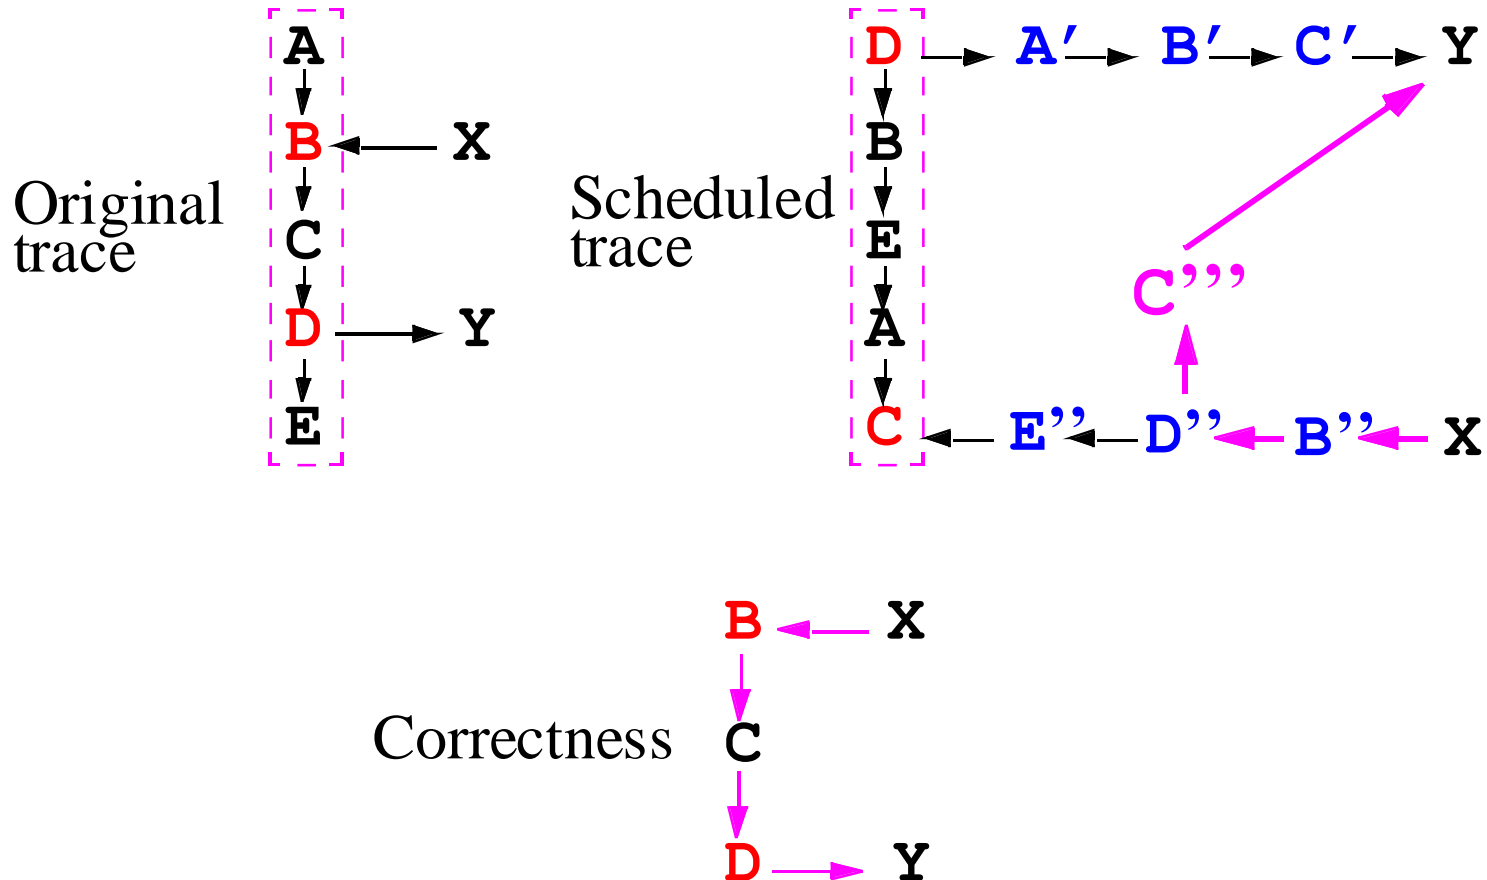 A
B X
Original
trace
C
D Y
E
D A' B' C' Y
B
Scheduled
trace
E
C’’’
A
C E’’ D’’ B’’ X
B X
Correctness
C
D Y